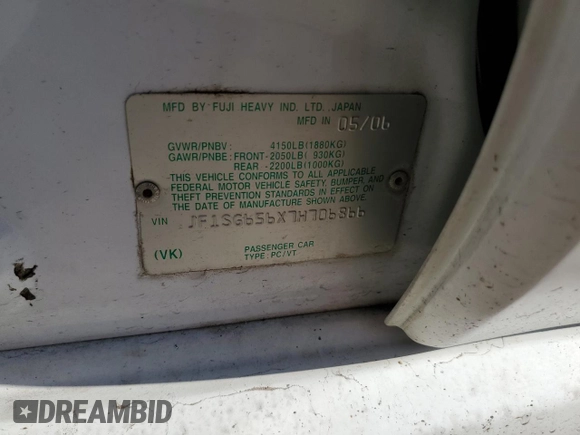 MFD BY FUJI HEAVY IND. LTD. JAPAN
MFD IN 05/06
GVWR/PNBV : 4150LB(1880KG)
GAWR/PNBE : FRONT-2050LB( 930KG)
REAR -2200LB(1000KG)
THIS VEHICLE CONFORMS TO ALL APPLICABLE
FEDERAL MOTOR VEHICLE SAFETY, BUMPER, AND
THEFT PREVENTION STANDARDS IN EFFECT ON
THE DATE OF MANUFACTURE SHOWN ABOVE.
VIN JF1SG656X7H706866
(VK) PASSENGER CAR
TYPE: PC/VT
DREAMBID